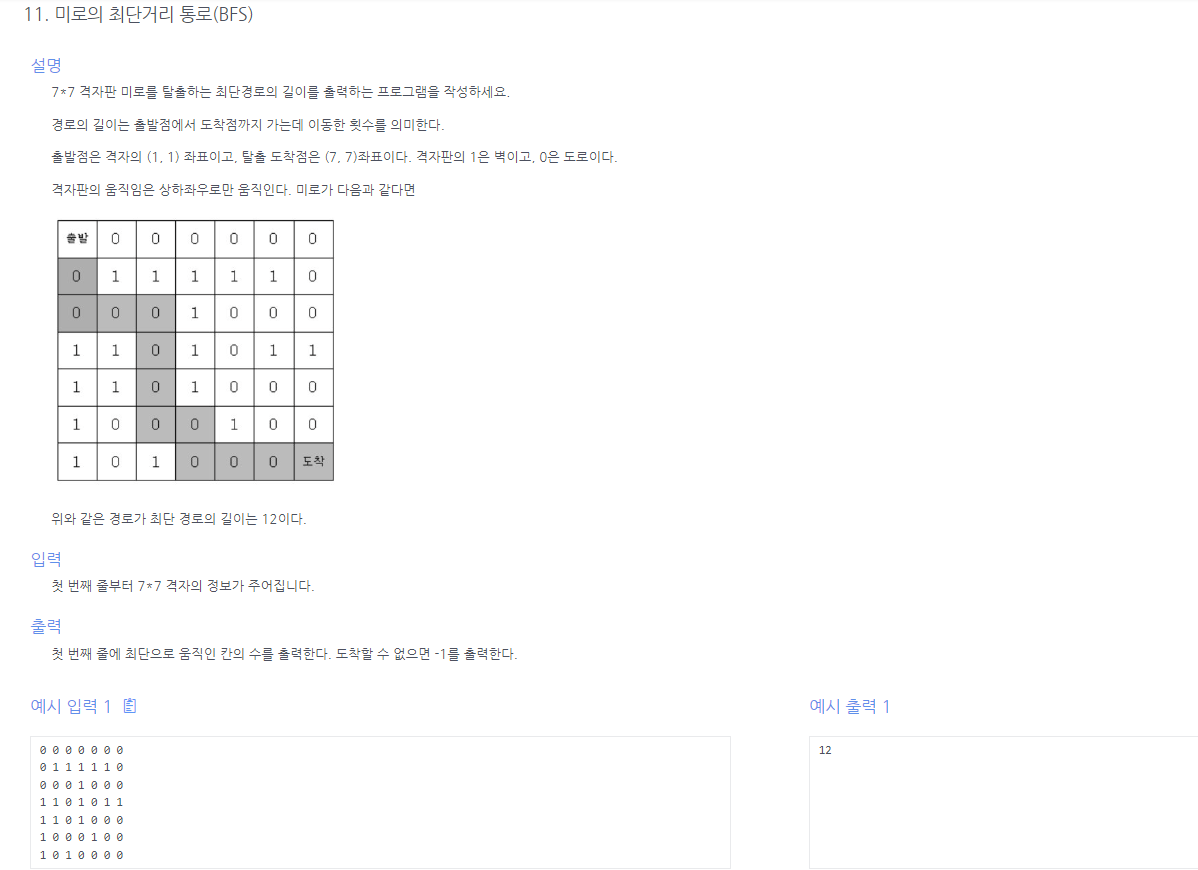 11. 미로의 최단거리 통로(BFS)
설명
7*7 격자판 미로를 탈출하는 최단경로의 길이를 출력하는 프로그램을 작성하세요.
경로의 길이는 출발점에서 도착점까지 가는데 이동한 횟수를 의미한다.
출발점은 격자의 (1, 1) 좌표이고, 탈출 도착점은 (7, 7)좌표이다. 격자판의 1은 벽이고, 0은 도로이다.
격자판의 움직임은 상하좌우로만 움직인다. 미로가 다음과 같다면
출발 0 0 0 0 0 0
0 1 1 1 1 1 0
0 0 0 1 0 0 0
1 1 0 1 0 1 1
1 1 0 1 0 0 0
1 0 0 0 1 0 0
1 0 1 0 0 0 도착
위와 같은 경로가 최단 경로의 길이는 12이다.
입력
첫 번째 줄부터 7*7 격자의 정보가 주어집니다.
출력
첫 번째 줄에 최단으로 움직인 칸의 수를 출력한다. 도착할 수 없으면 -1를 출력한다.
예시 입력 1
0 0 0 0 0 0 0
0 1 1 1 1 1 0
0 0 0 1 0 0 0
1 1 0 1 0 1 1
1 1 0 1 0 0 0
1 0 0 0 1 0 0
1 0 1 0 0 0 0
예시 출력 1
12